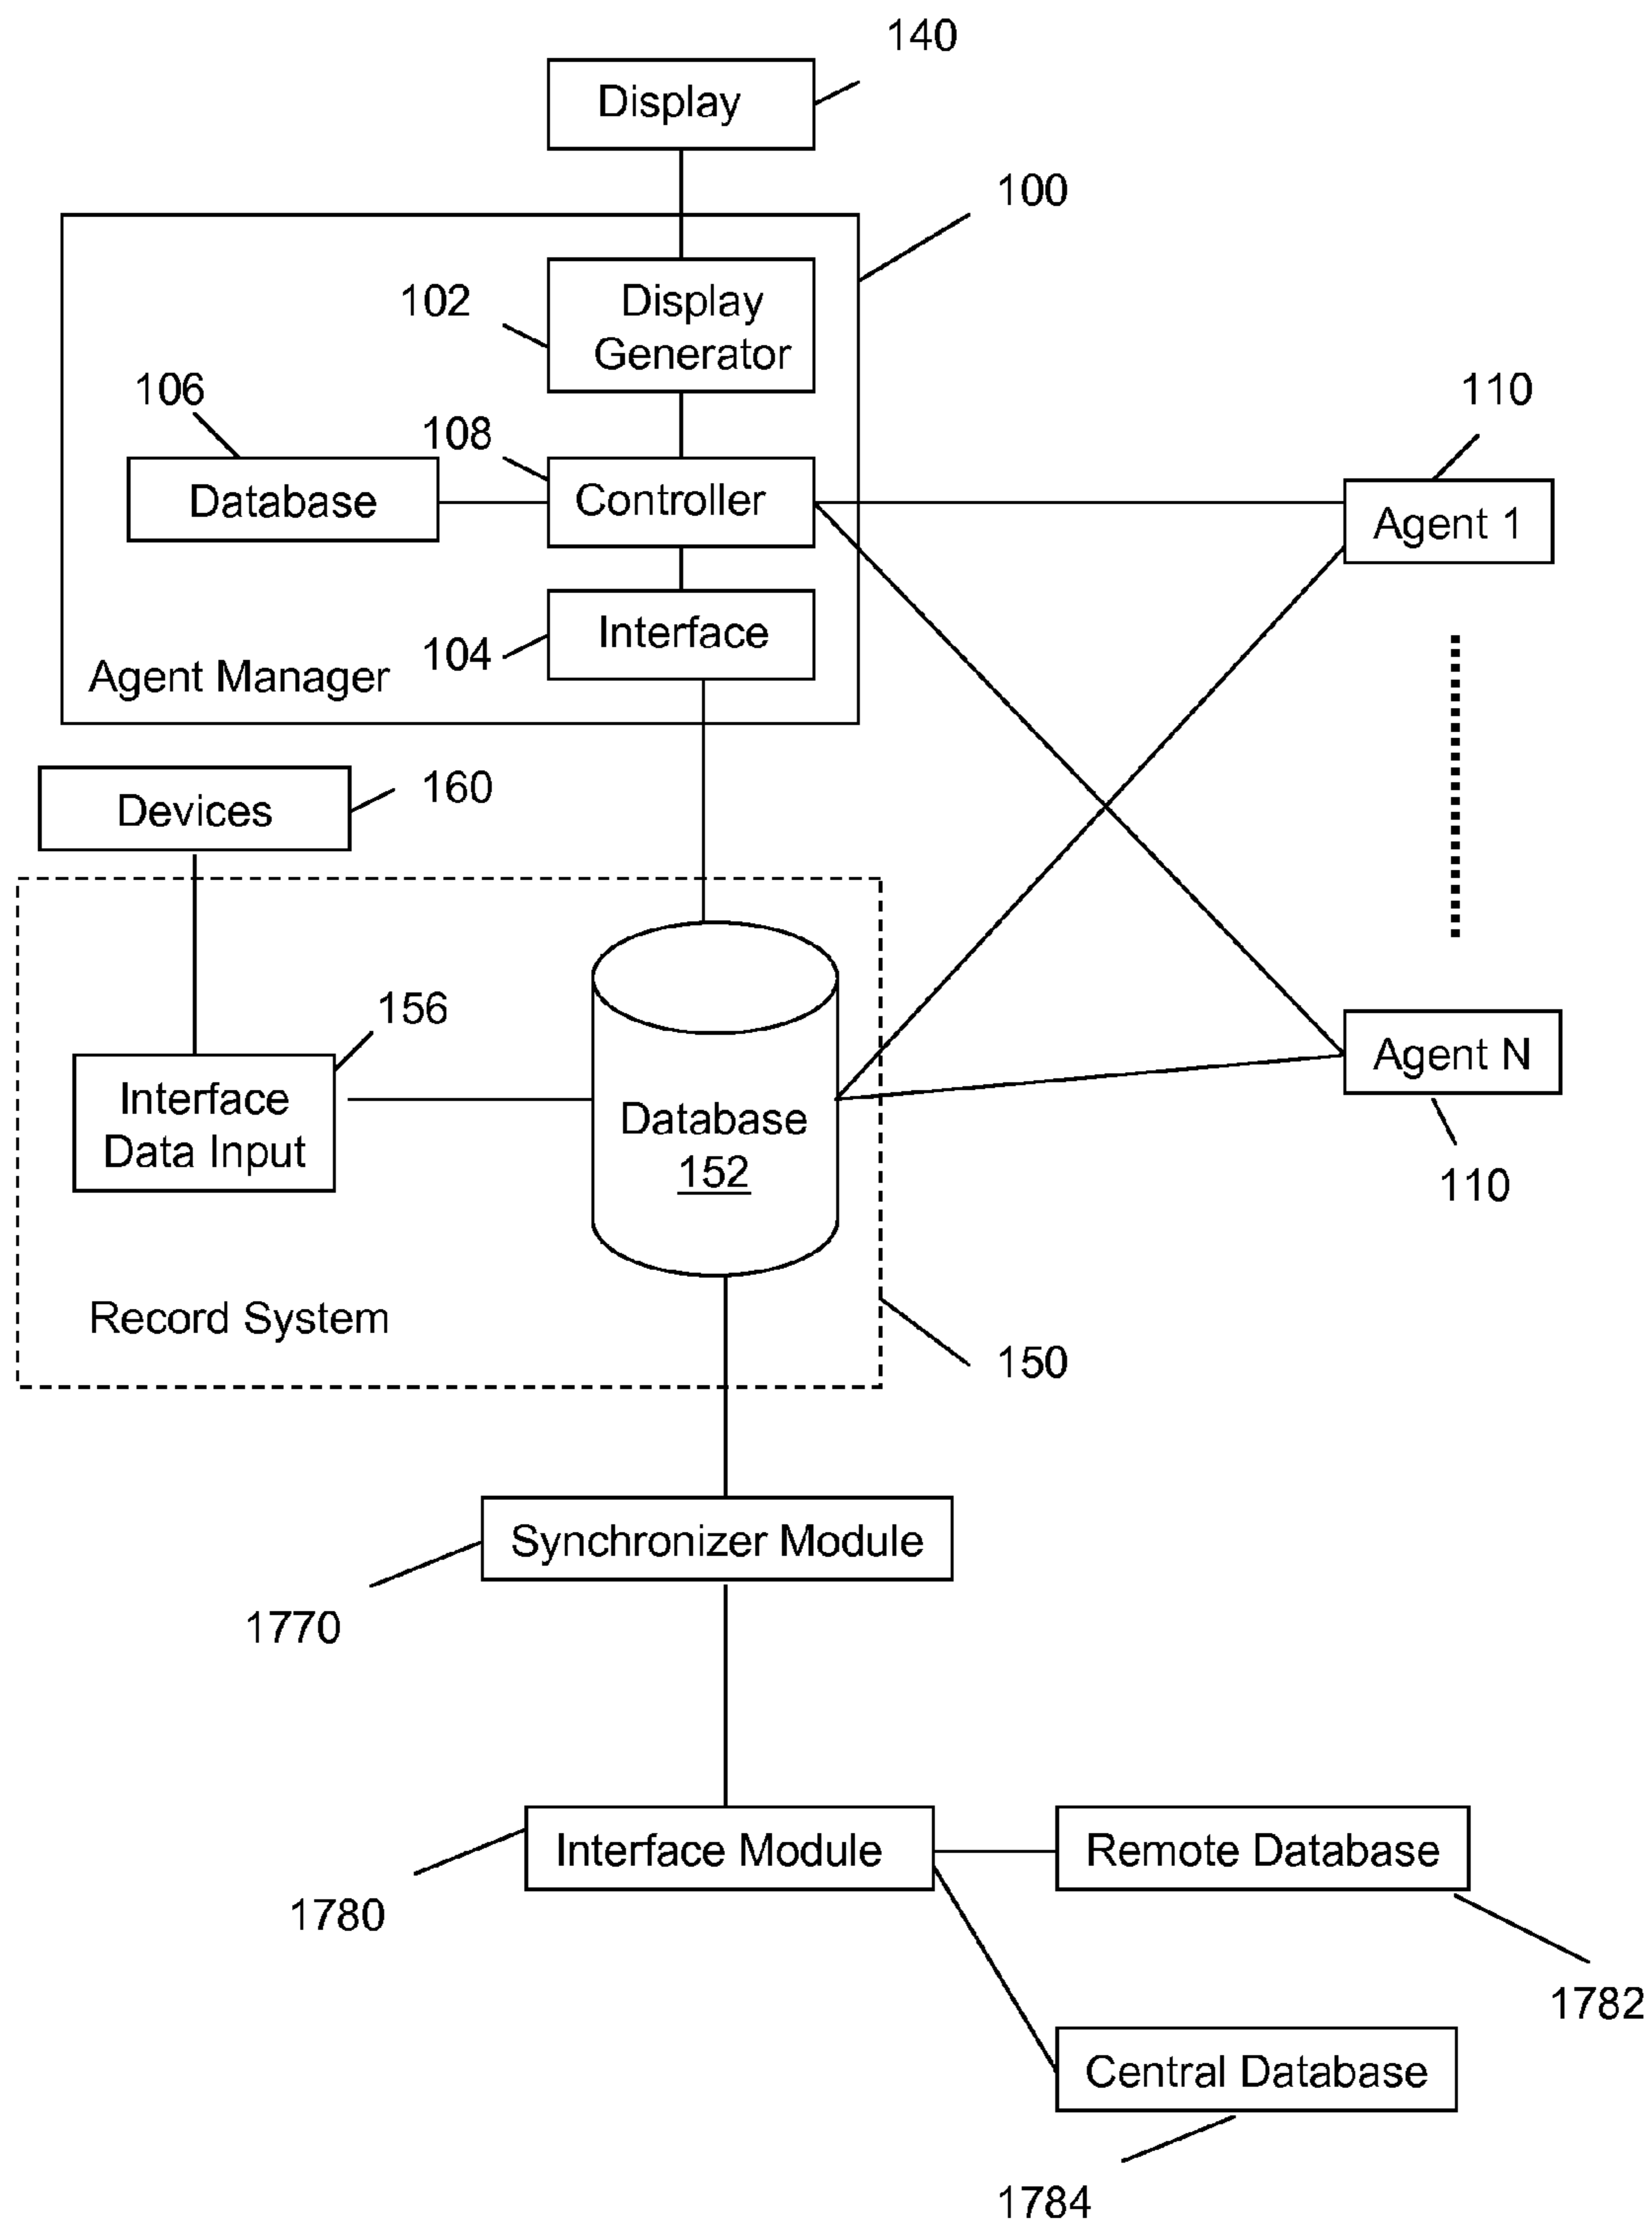 140
Display
100
102
Display
Generator
106
108
110
Database
Controller
Agent 1
Interface
104
Agent Manager
Devices
160
156
Agent N
Interface
Data Input
Database
152
110
Record System
150
Synchronizer Module
1770
Interface Module
Remote Database
1780
1782
Central Database
1784